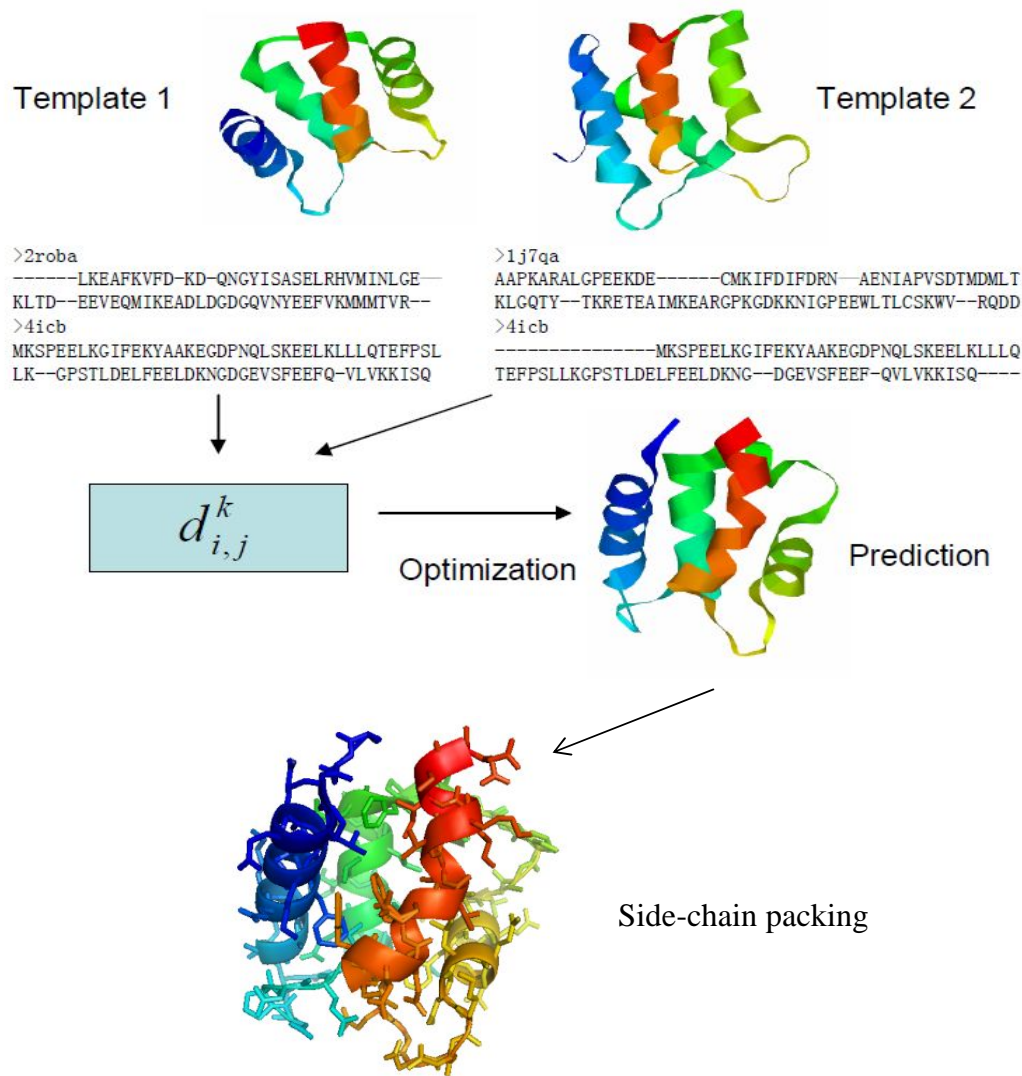 Template 1
Template 2
>2roba
------LKEAFKVFD-KD-QNGYISASELRHVMINLGE--
KLTD--EEVEQMIKEADLDGDGQVNYEEFVKMMMTVR--
>4icb
MKSPEELKGIFEKYAAKEGDPNQLSKEELKLLLQTEFPSL
LK--GPSTLDELFEELDKNGDGEVSFEEFQ-VLVKKISQ
>1j7qa
AAPKARALGPEEKDE------CMKIFDIFDRN--AENIAPVSDTMDMLT
KLGQTY--TKRETEAIMKEARGPKGDKKNIGPEEWLTLCSKWV--RQDD
>4icb
---------------MKSPEELKGIFEKYAAKEGDPNQLSKEELKLLLQ
TEFPSLLKGPSTLDELFEELDKNG--DGEVSFEEF-QVLVKKISQ----
d^k_{i,j}
Optimization
Prediction
Side-chain packing